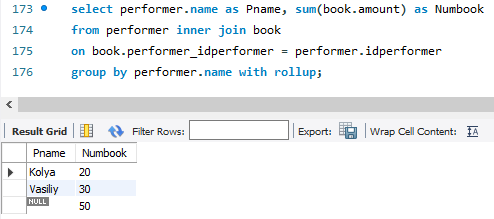 173 select performer.name as Pname, sum(book.amount) as Numbook
174 from performer inner join book
175 on book.performer_idperformer = performer.idperformer
176 group by performer.name with rollup;
Result Grid Filter Rows: Export: Wrap Cell Content:
Pname Numbook
Kolya 20
Vasiliy 30
NULL 50